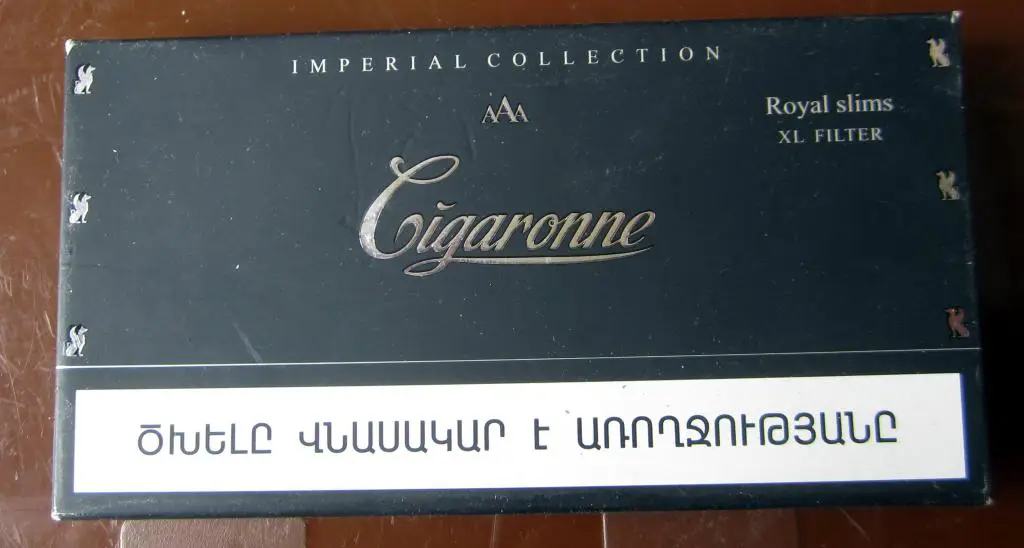 IMPERIAL COLLECTION
AAA
Royal slims
XL FILTER
Cigaronne
ԾԽԵԼԸ ՎՆԱՍԱԿԱՐ Է ԱՌՈՂՋՈՒԹՅԱՆԸ